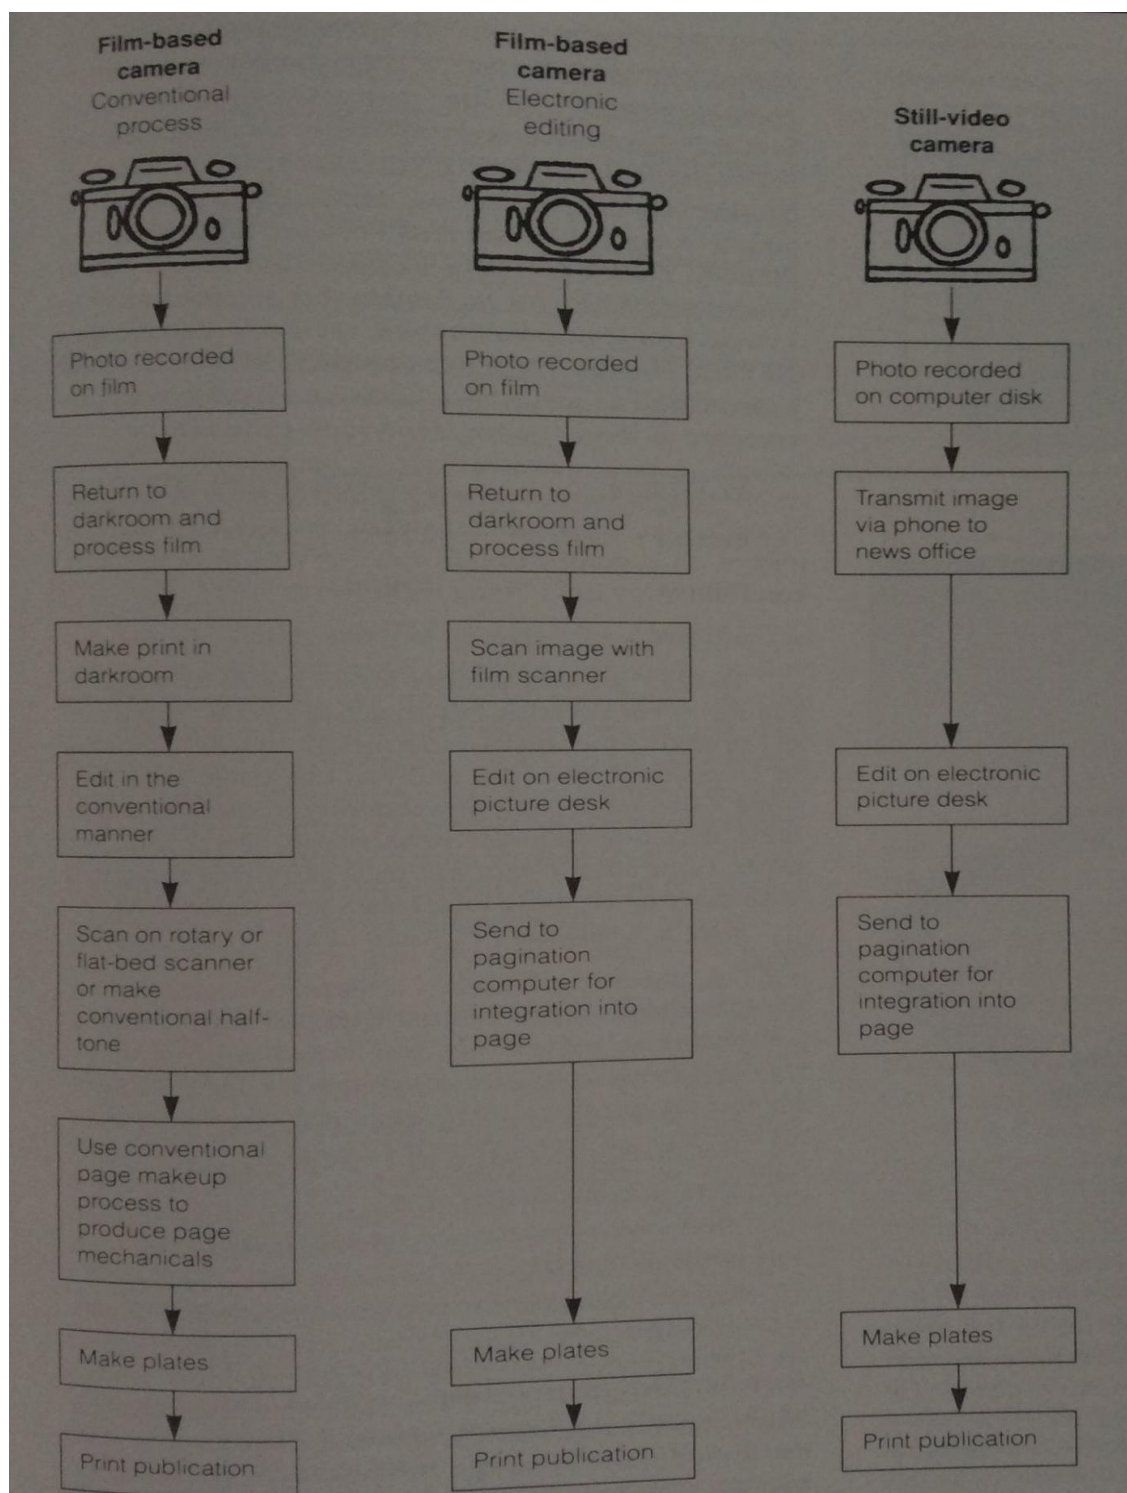 Film-based
camera
Conventional
process
Photo recorded
on film
Return to
darkroom and
process film
Make print in
darkroom
Edit in the
conventional
manner
Scan on rotary or
flat-bed scanner
or make
conventional half-
tone
Use conventional
page makeup
process to
produce page
mechanicals
Make plates
Print publication
Film-based
camera
Electronic
editing
Photo recorded
on film
Return to
darkroom and
process film
Scan image with
film scanner
Edit on electronic
picture desk
Send to
pagination
computer for
integration into
page
Make plates
Print publication
Still-video
camera
Photo recorded
on computer disk
Transmit image
via phone to
news office
Edit on electronic
picture desk
Send to
pagination
computer for
integration into
page
Make plates
Print publication